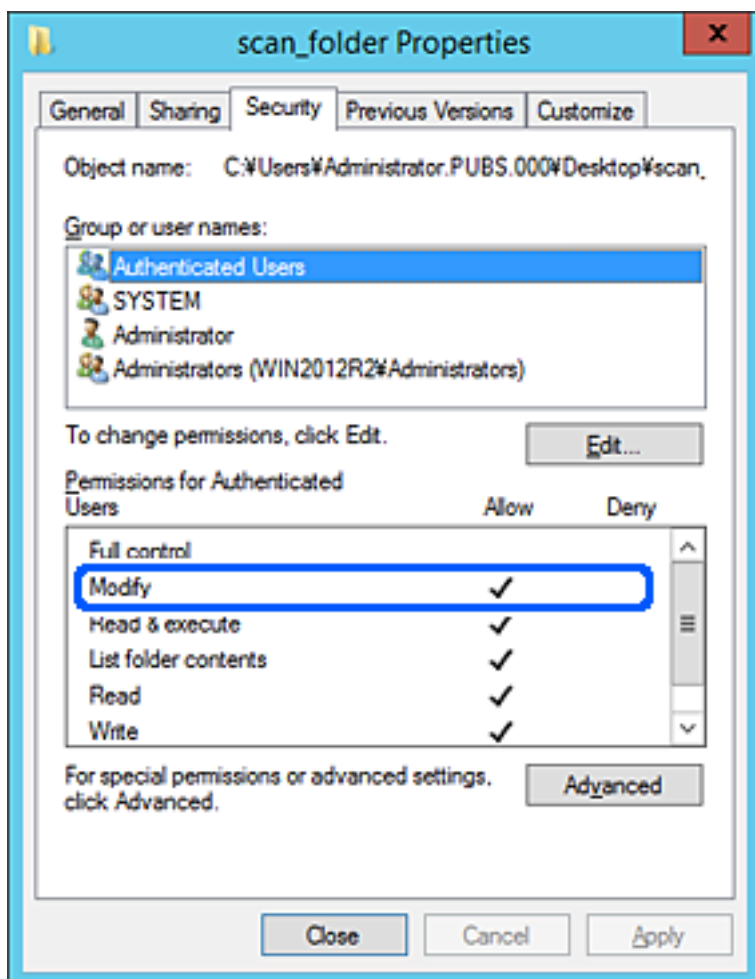 scan_folder Properties
x
General Sharing Security Previous Versions Customize
Object name: C:¥Users¥Administrator.PUBS.000¥Desktop¥scan_
Group or user names:
Authenticated Users
SYSTEM
Administrator
Administrators (WIN2012R2¥Administrators)
To change permissions, click Edit. Edit...
Permissions for Authenticated
Users Allow Deny
Full control
Modify
Read & execute
List folder contents
Read
Write
For special permissions or advanced settings,
click Advanced. Advanced
Close Cancel Apply